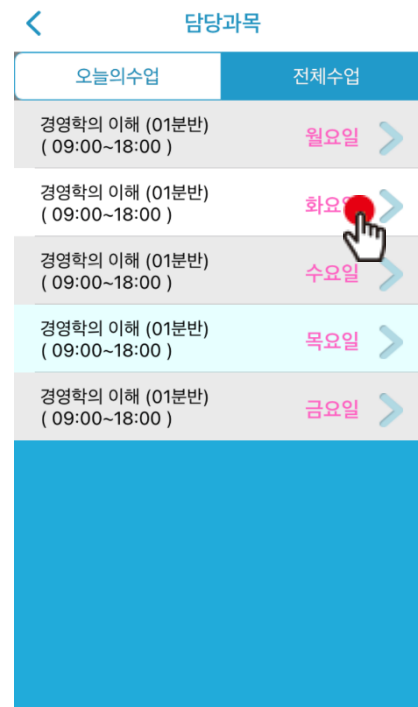 담당과목
오늘의수업 전체수업
경영학의 이해 (01분반)
( 09:00~18:00 ) 월요일
경영학의 이해 (01분반)
( 09:00~18:00 ) 화요일
경영학의 이해 (01분반)
( 09:00~18:00 ) 수요일
경영학의 이해 (01분반)
( 09:00~18:00 ) 목요일
경영학의 이해 (01분반)
( 09:00~18:00 ) 금요일